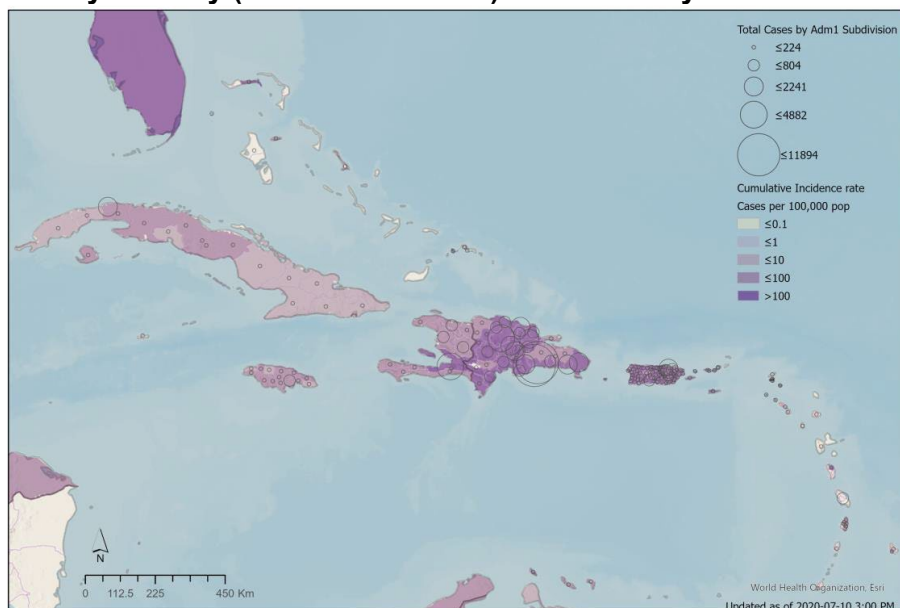 Total Cases by Adm1 Subdivision
≤224
≤804
≤2241
≤4882
≤11894
Cumulative Incidence rate
Cases per 100,000 pop
≤0.1
≤1
≤10
≤100
>100
N
0 112.5 225 450 Km
World Health Organization, Esri
Updated as of 2020-07-10 3:00 PM